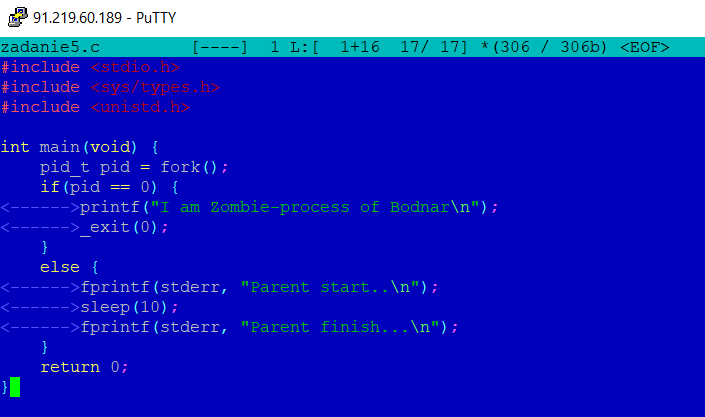 91.219.60.189 - PuTTY
zadanie5.c [----] 1 L:[ 1+16 17/ 17] *(306 / 306b) <EOF>
#include <stdio.h>
#include <sys/types.h>
#include <unistd.h>
int main(void) {
    pid_t pid = fork();
    if(pid == 0) {
<------>printf("I am Zombie-process of Bodnar\n");
<------>_exit(0);
    }
    else {
<------>fprintf(stderr, "Parent start..\n");
<------>sleep(10);
<------>fprintf(stderr, "Parent finish...\n");
    }
    return 0;
}